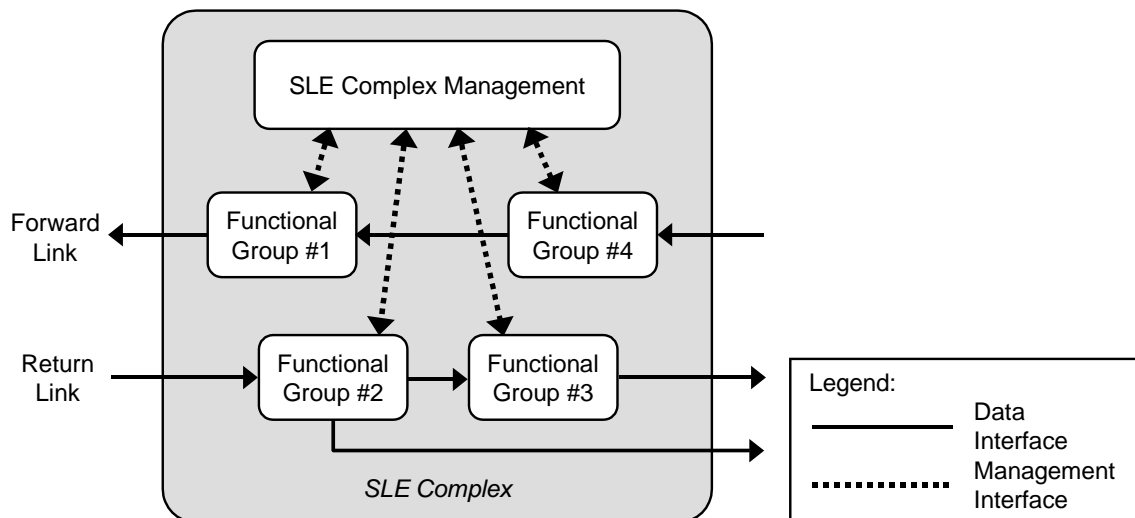 SLE Complex Management
Forward
Link
Functional
Group #1
Functional
Group #4
Return
Link
Functional
Group #2
Functional
Group #3
SLE Complex
Legend:
Data
Interface
Management
Interface